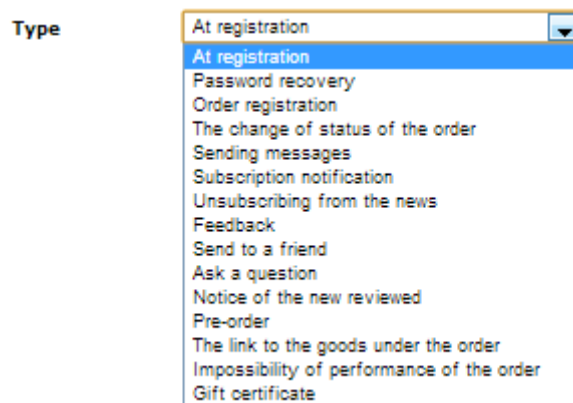 Type
At registration
At registration
Password recovery
Order registration
The change of status of the order
Sending messages
Subscription notification
Unsubscribing from the news
Feedback
Send to a friend
Ask a question
Notice of the new reviewed
Pre-order
The link to the goods under the order
Impossibility of performance of the order
Gift certificate